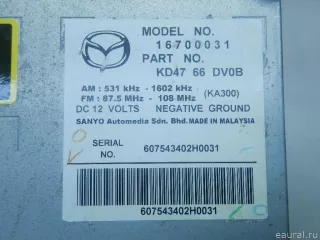 MODEL NO.
16700031
PART NO.
KD47 66 DV0B
AM : 531 kHz - 1602 kHz
FM : 87.5 MHz - 108 MHz (KA300)
DC 12 VOLTS NEGATIVE GROUND
SANYO Automedia Sdn. Bhd. MADE IN MALAYSIA
SERIAL
NO. 607543402H0031
607543402H0031
eaural.ru